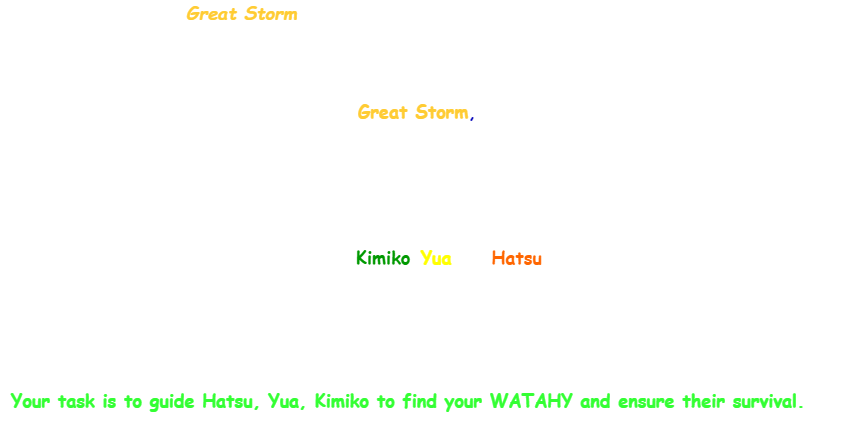 Great Storm
Great Storm,
Kimiko Yua Hatsu
Your task is to guide Hatsu, Yua, Kimiko to find your WATAHY and ensure their survival.